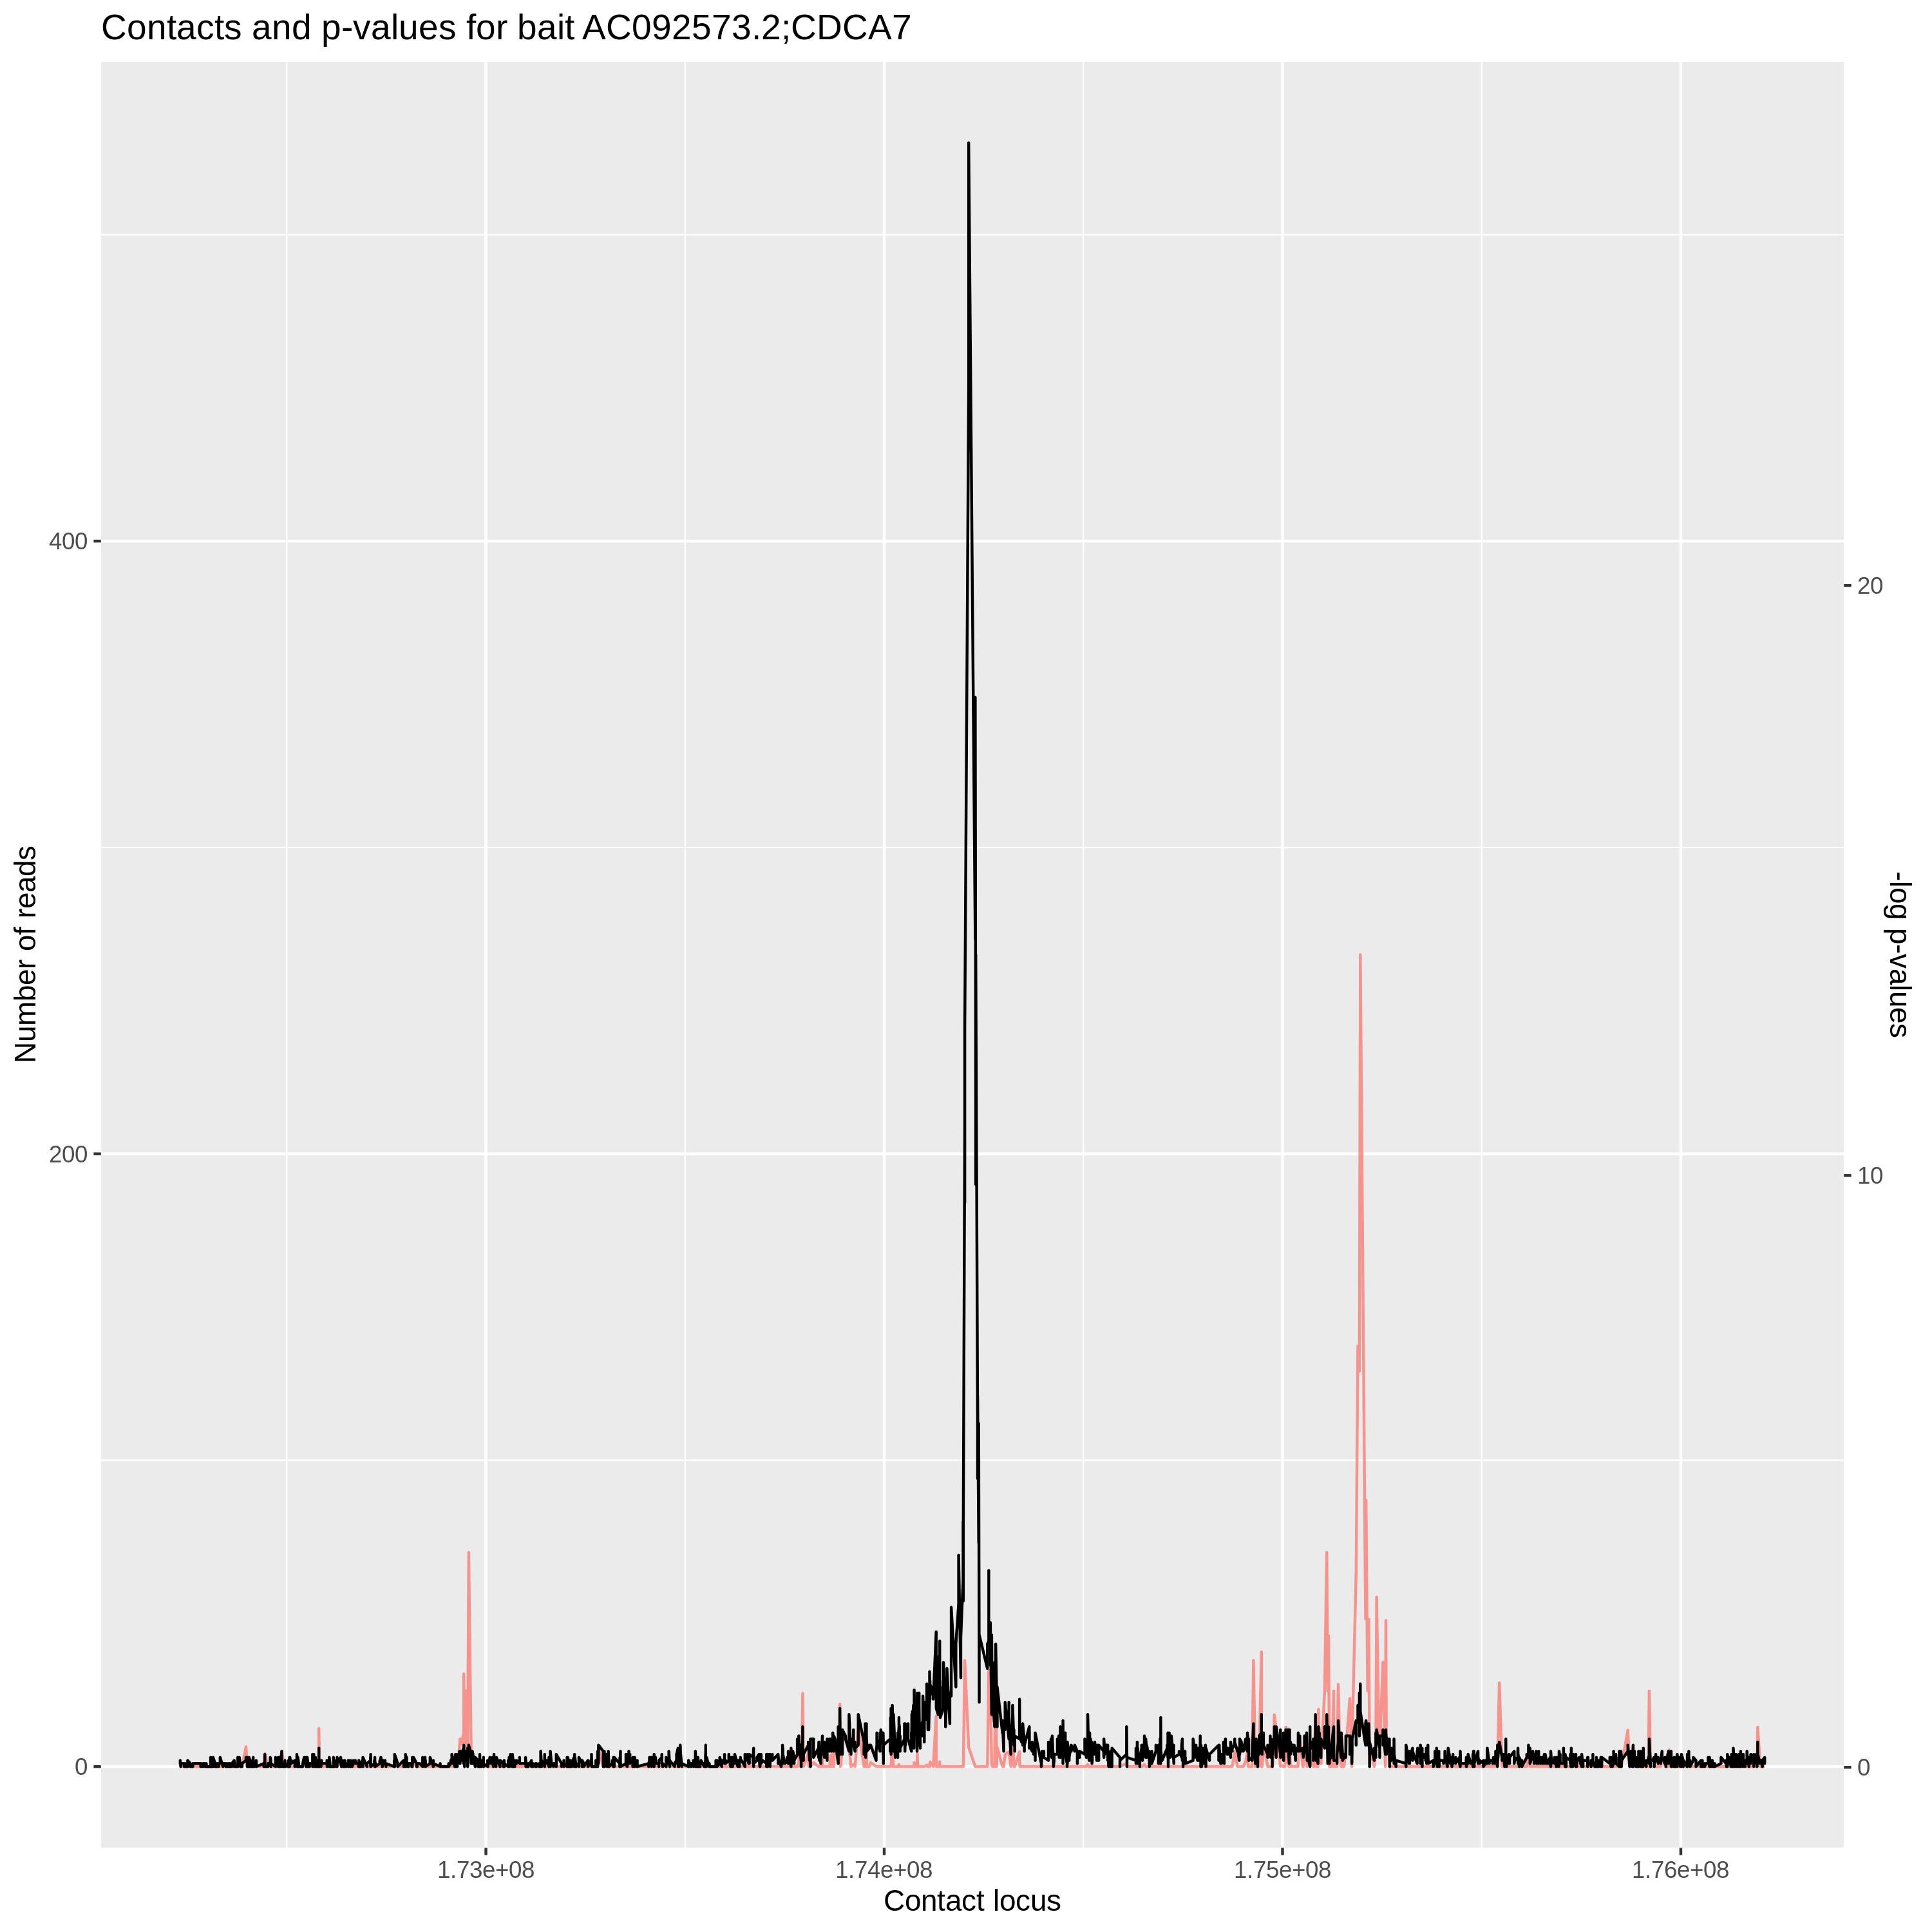 Contacts and p-values for bait AC092573.2;CDCA7
400
200
0
Number of reads
20
10
0
-log p-values
1.73e+08
1.74e+08
1.75e+08
1.76e+08
Contact locus